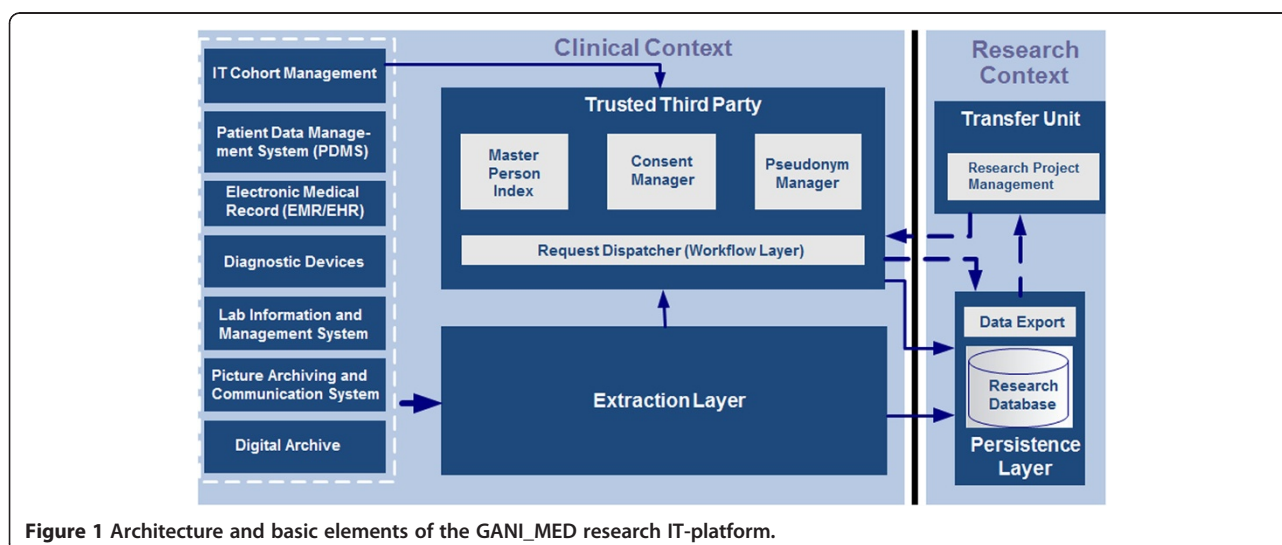 Clinical Context
Research
Context
IT Cohort Management
Patient Data Manage-
ment System (PDMS)
Electronic Medical
Record (EMR/EHR)
Diagnostic Devices
Lab Information and
Management System
Picture Archiving and
Communication System
Digital Archive
Trusted Third Party
Master
Person
Index
Consent
Manager
Pseudonym
Manager
Request Dispatcher (Workflow Layer)
Extraction Layer
Transfer Unit
Research Project
Management
Data Export
Research
Database
Persistence
Layer
Figure 1 Architecture and basic elements of the GANI_MED research IT-platform.